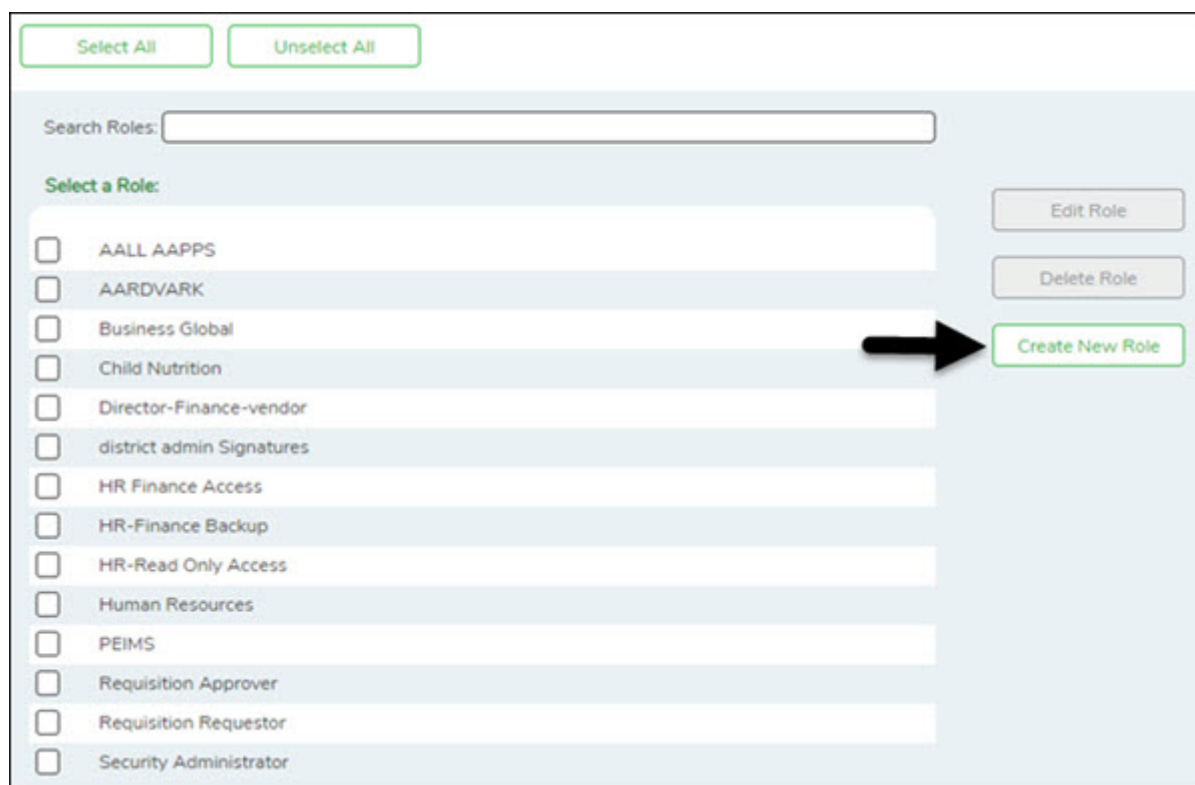 Select All
Unselect All
Search Roles:
Select a Role:
Edit Role
AALL AAPPS
Delete Role
AARDVARK
Business Global
Create New Role
Child Nutrition
Director-Finance-vendor
district admin Signatures
HR Finance Access
HR-Finance Backup
HR-Read Only Access
Human Resources
PEIMS
Requisition Approver
Requisition Requestor
Security Administrator